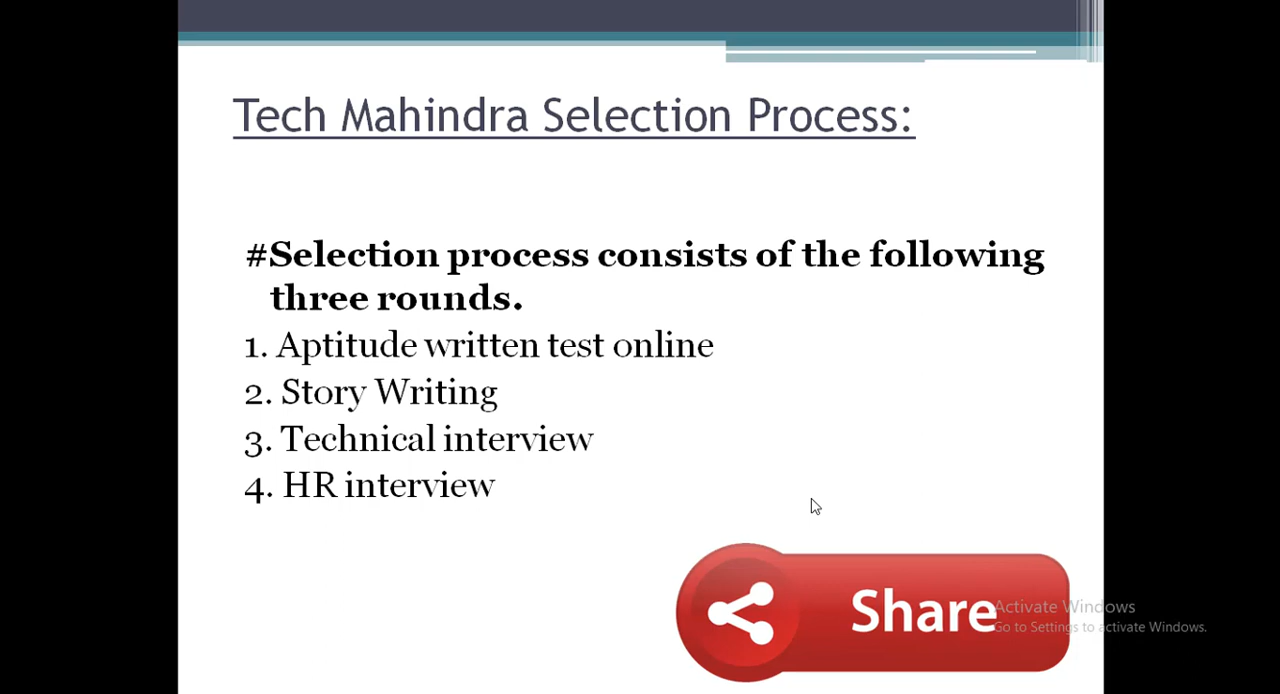 Tech Mahindra Selection Process:
#Selection process consists of the following
three rounds.
1. Aptitude written test online
2. Story Writing
3. Technical interview
4. HR interview
Share
Activate Windows
Go to Settings to activate Windows.